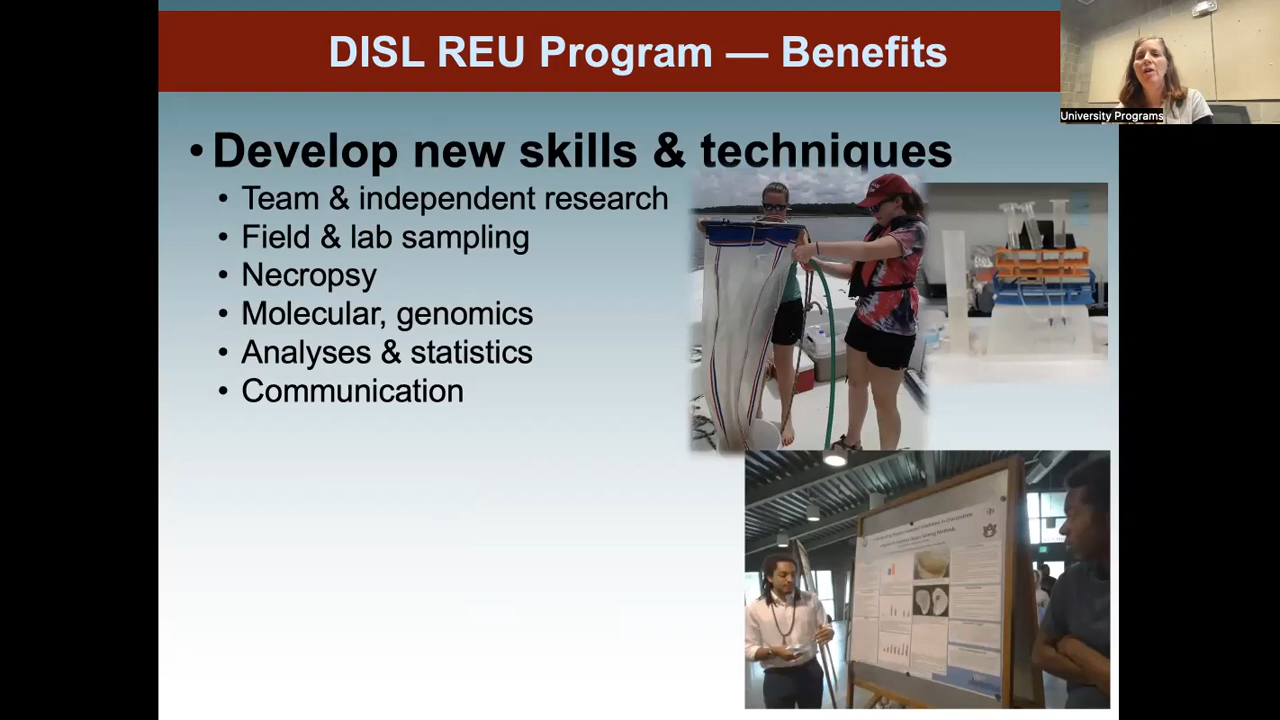 DISL REU Program — Benefits
University Programs
• Develop new skills & techniques
• Team & independent research
• Field & lab sampling
• Necropsy
• Molecular, genomics
• Analyses & statistics
• Communication